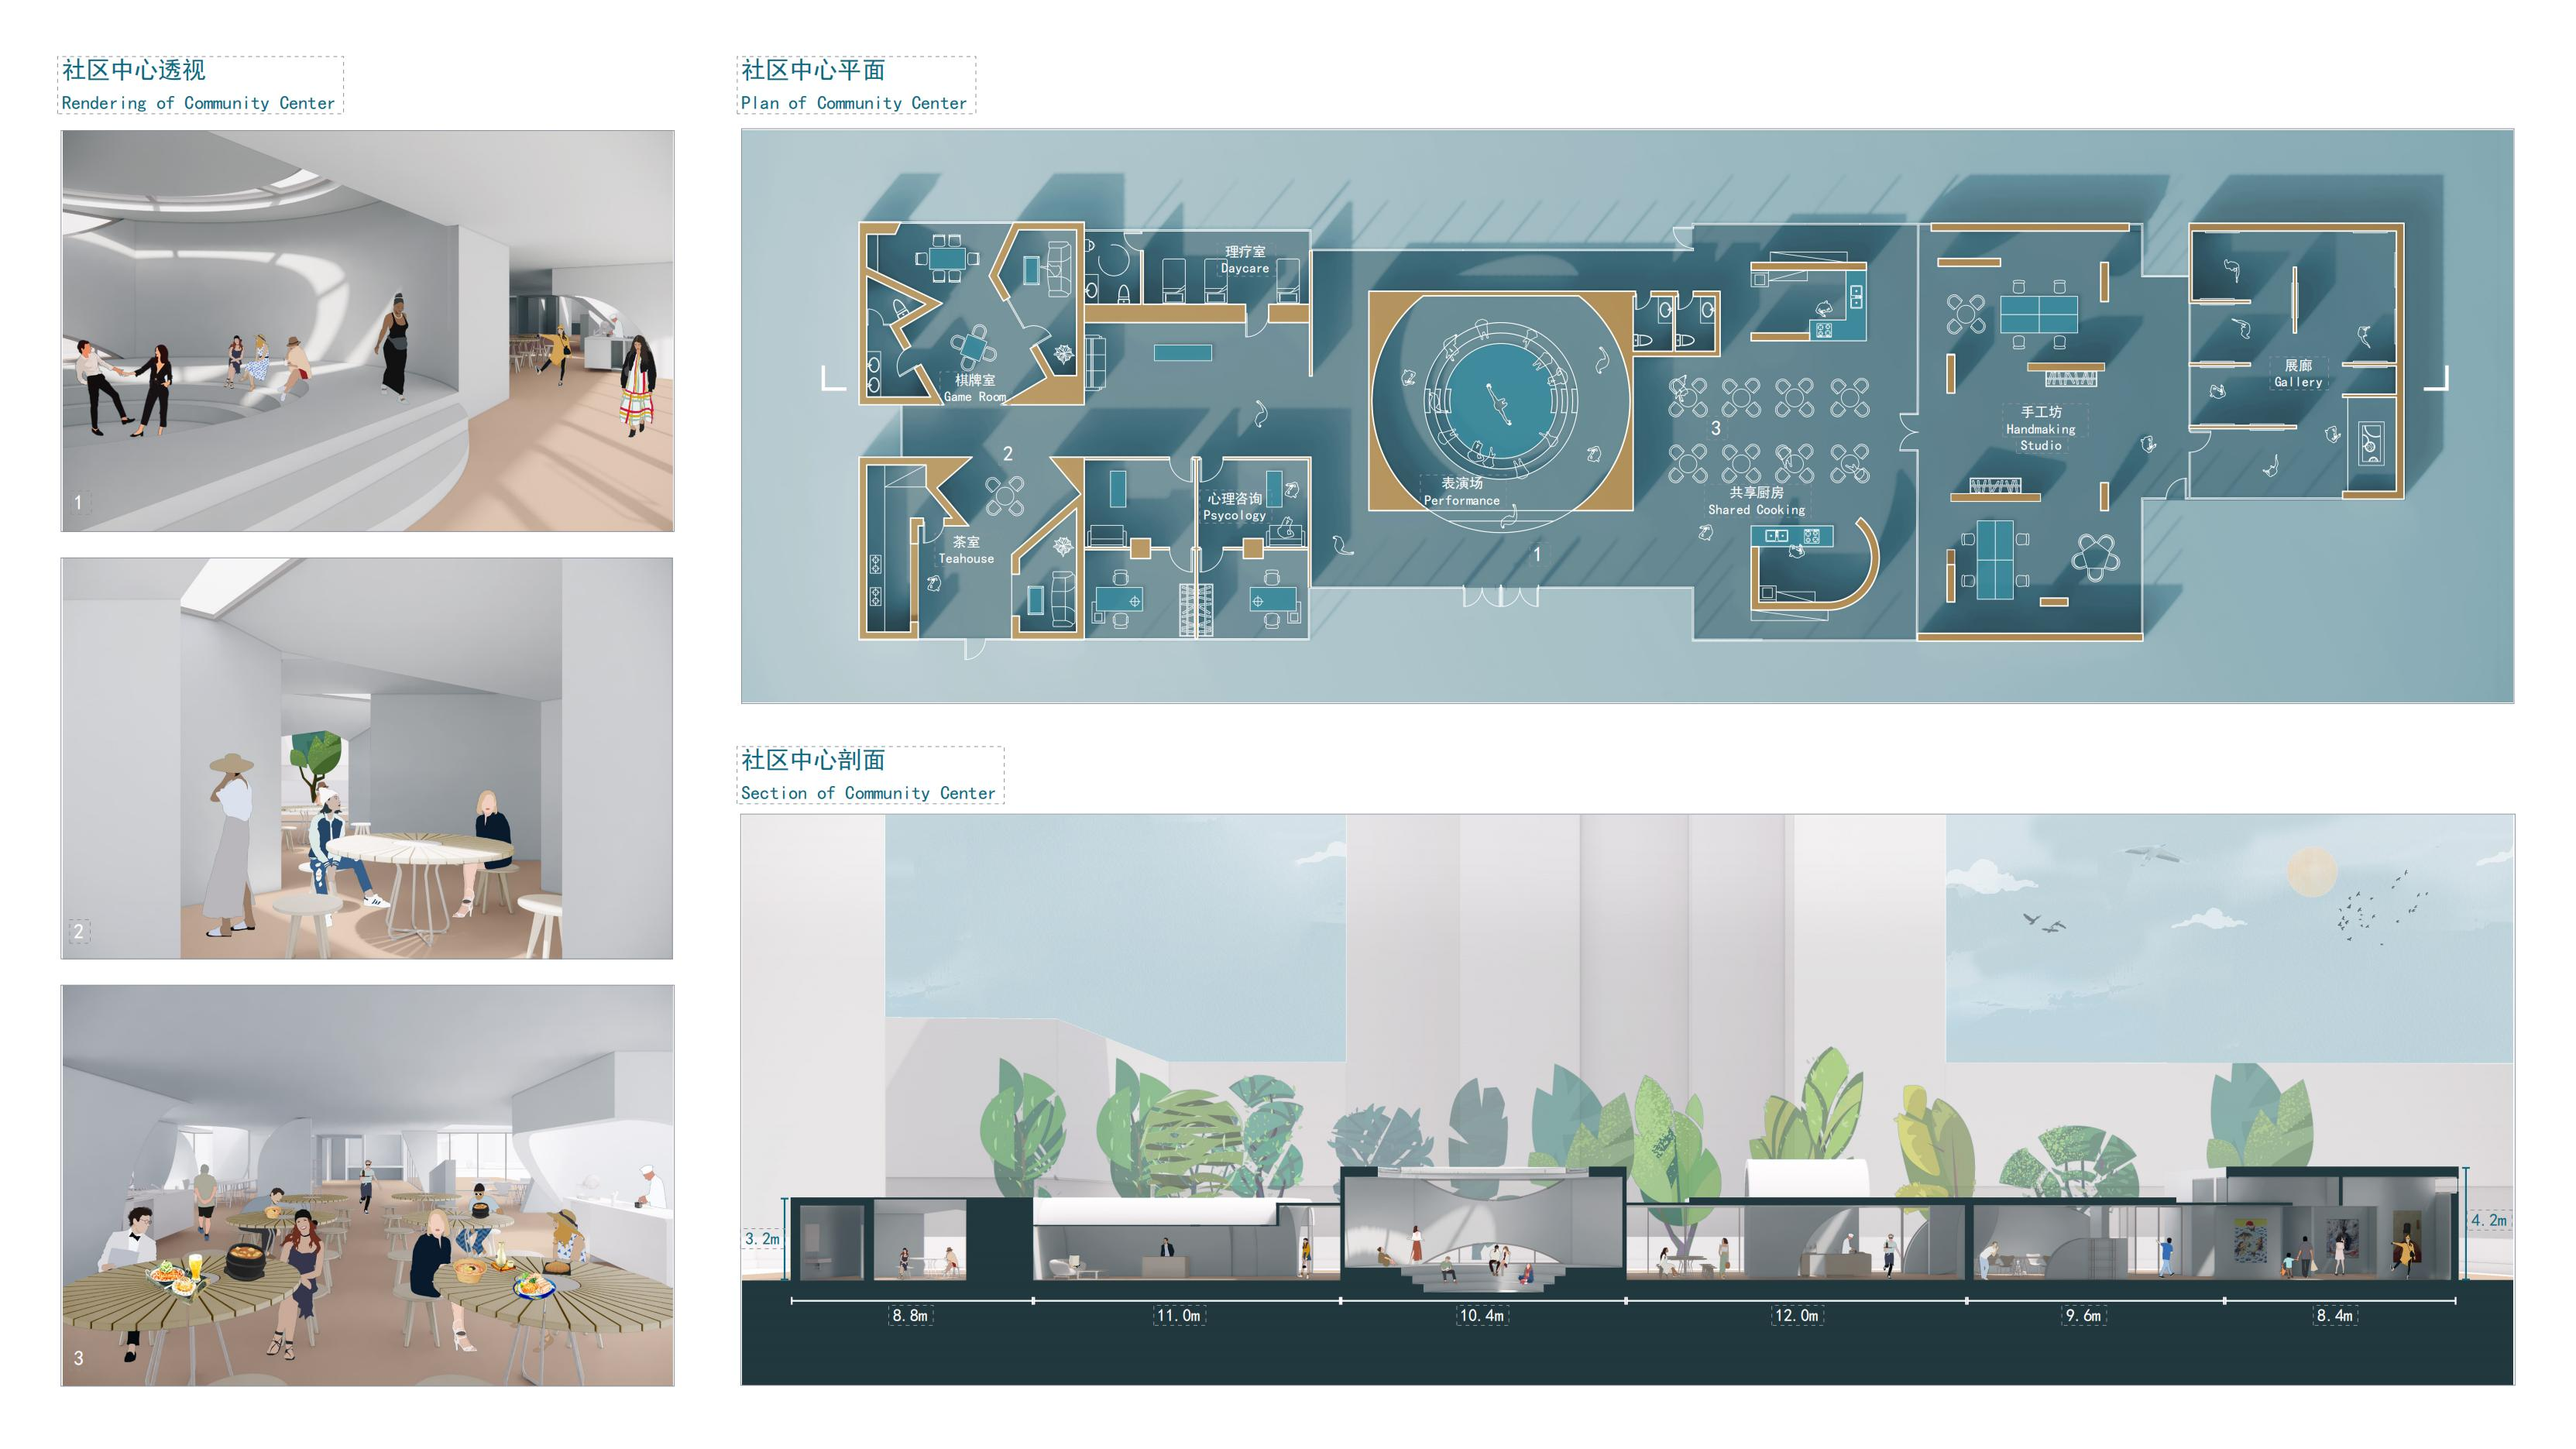 社区中心透视
Rendering of Community Center
1
2
3
社区中心平面
Plan of Community Center
理疗室
Daycare
棋牌室
Game Room
2
茶室
Teahouse
心理咨询
Psycology
表演场
Performance
1
3
共享厨房
Shared Cooking
手工坊
Handmaking
Studio
展廊
Gallery
社区中心剖面
Section of Community Center
3.2m
4.2m
8.8m
11.0m
10.4m
12.0m
9.6m
8.4m